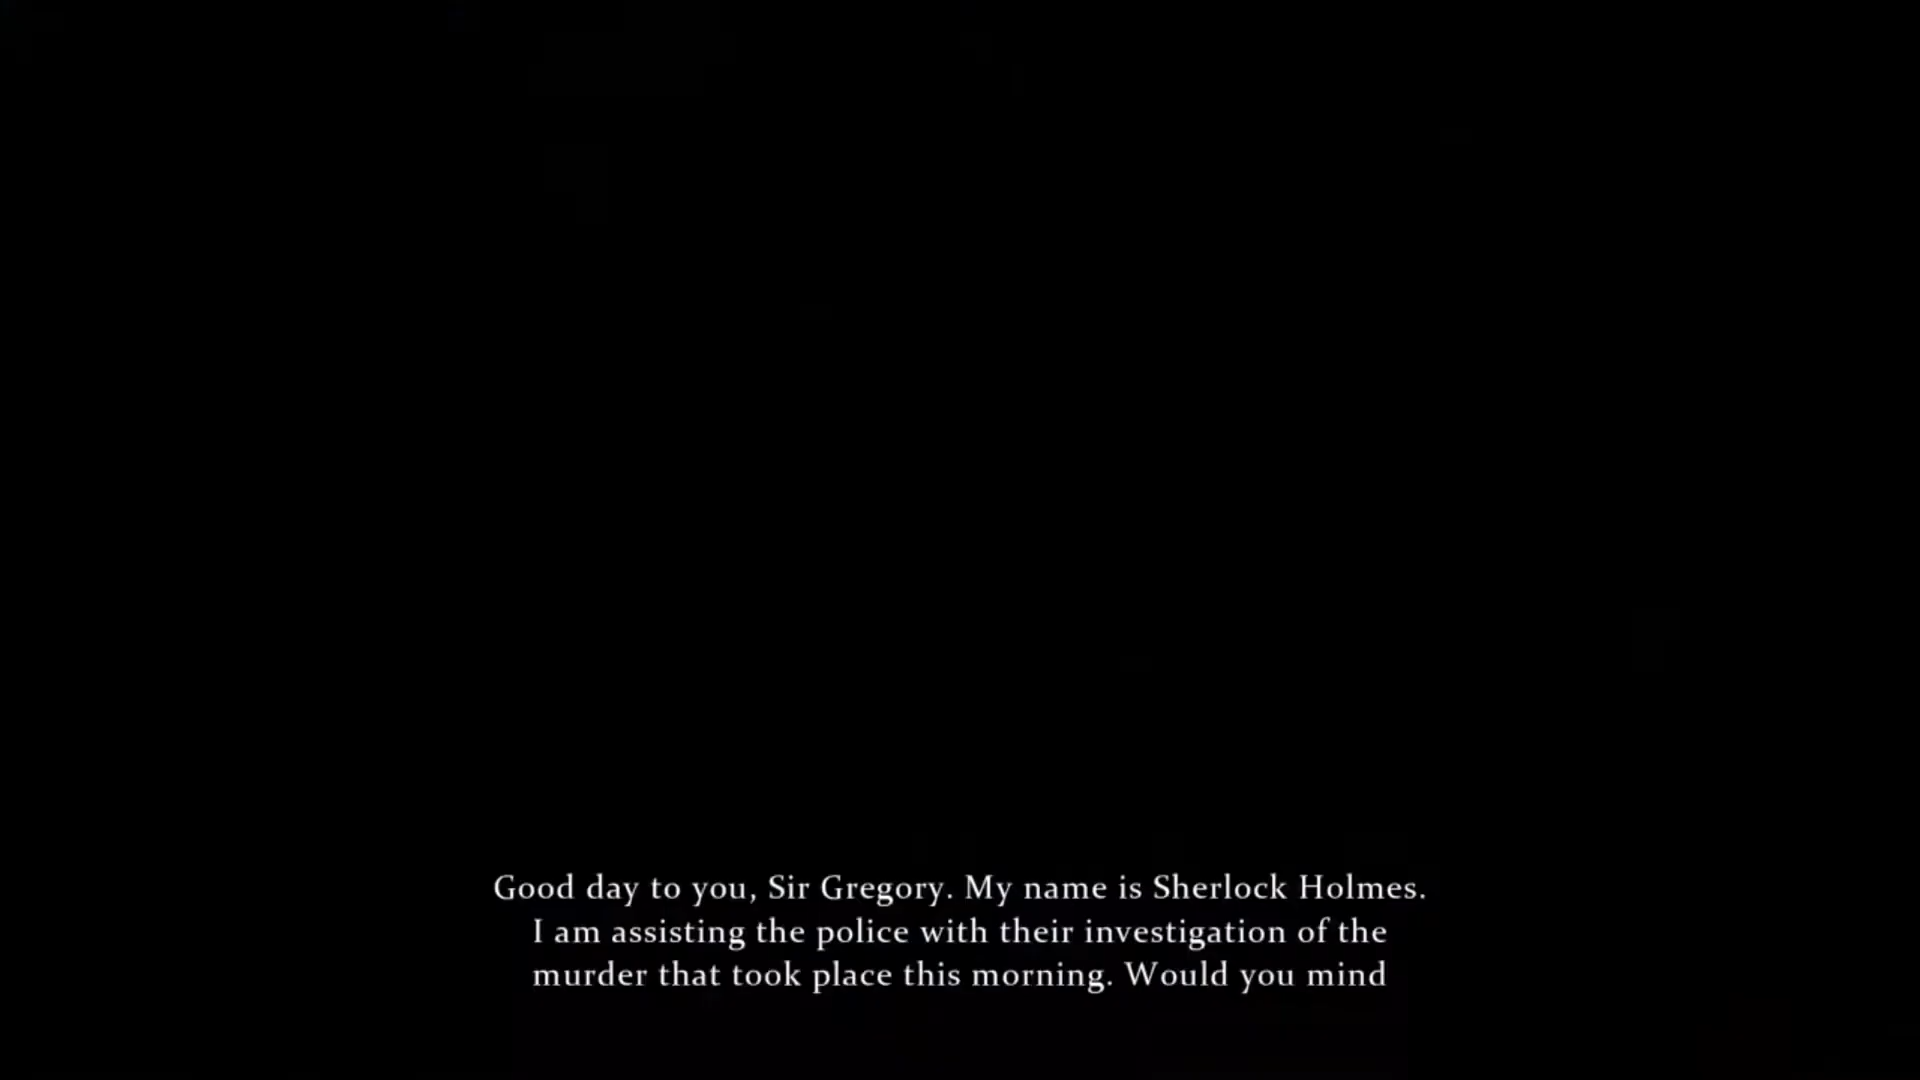 Good day to you, Sir Gregory. My name is Sherlock Holmes.
I am assisting the police with their investigation of the
murder that took place this morning. Would you mind